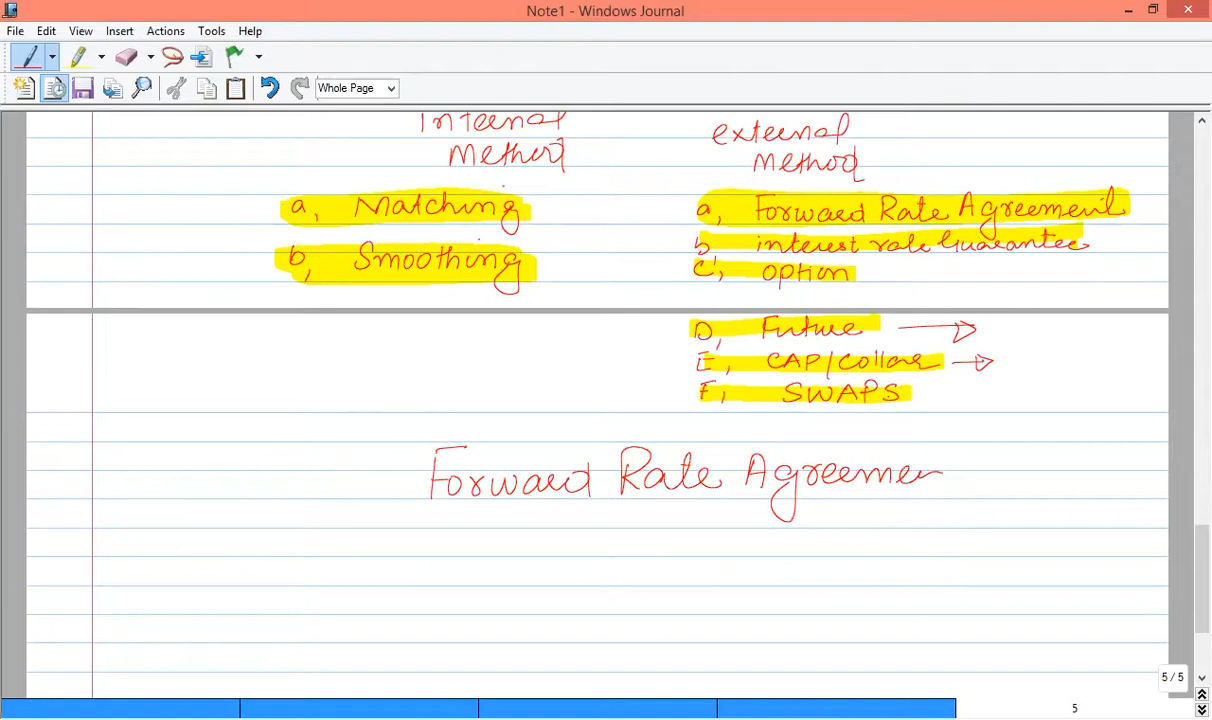 Note1 - Windows Journal
File Edit View Insert Actions Tools Help
Whole Page
Internal
Method
external
Method
a, Matching
b, Smoothing
a, Forward Rate Agreement
b, interest rate Guarantee
C, option
D, Future
E, CAP/Collar
F, SWAPS
Forward Rate Agreemen
5 / 5
5